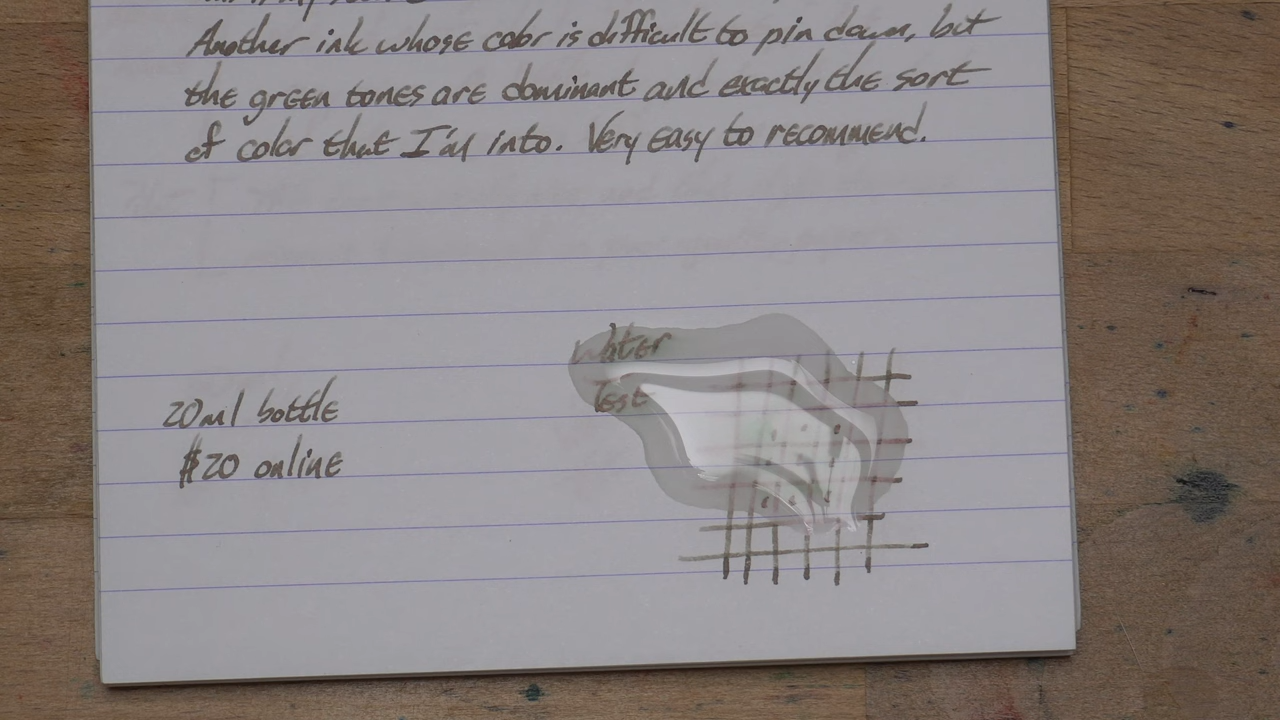 Another ink whose color is difficult to pin down, but
the green tones are dominant and exactly the sort
of color that I'm into. Very easy to recommend.
Water
Test
20ml bottle
$20 online